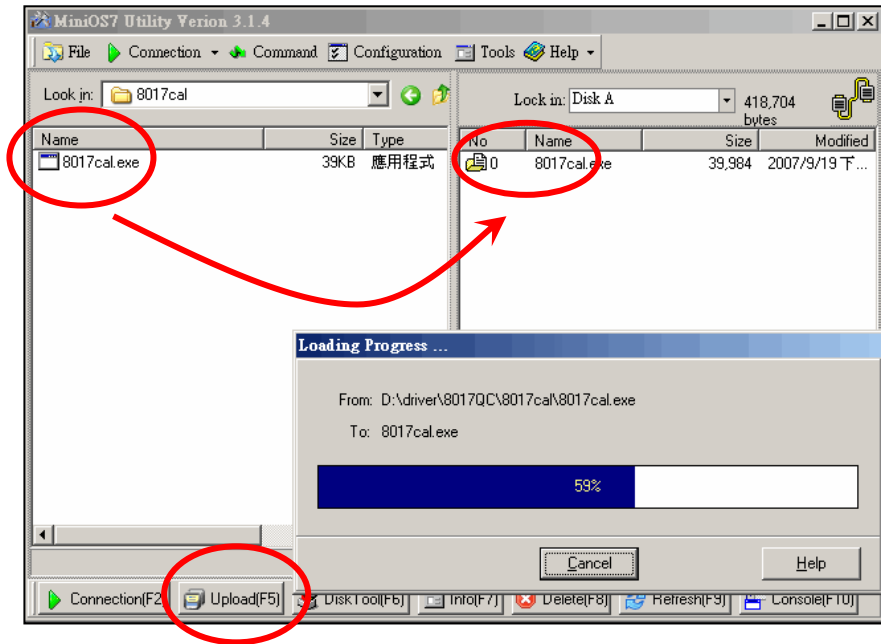 MiniOS7 Utility Verion 3.1.4
File Connection Command Configuration Tools Help
Look in: 8017cal
Lock in: Disk A 418,704 bytes
Name Size Type
8017cal.exe 39KB 應用程式
No Name Size Modified
0 8017cal.exe 39,984 2007/9/19 下...
Loading Progress ...
From: D:\driver\8017QC\8017cal\8017cal.exe
To: 8017cal.exe
59%
Cancel Help
Connection(F2 Upload(F5) DiskTool(F6) Info(F7) Delete(F8) Refresh(F9) Console(F10)